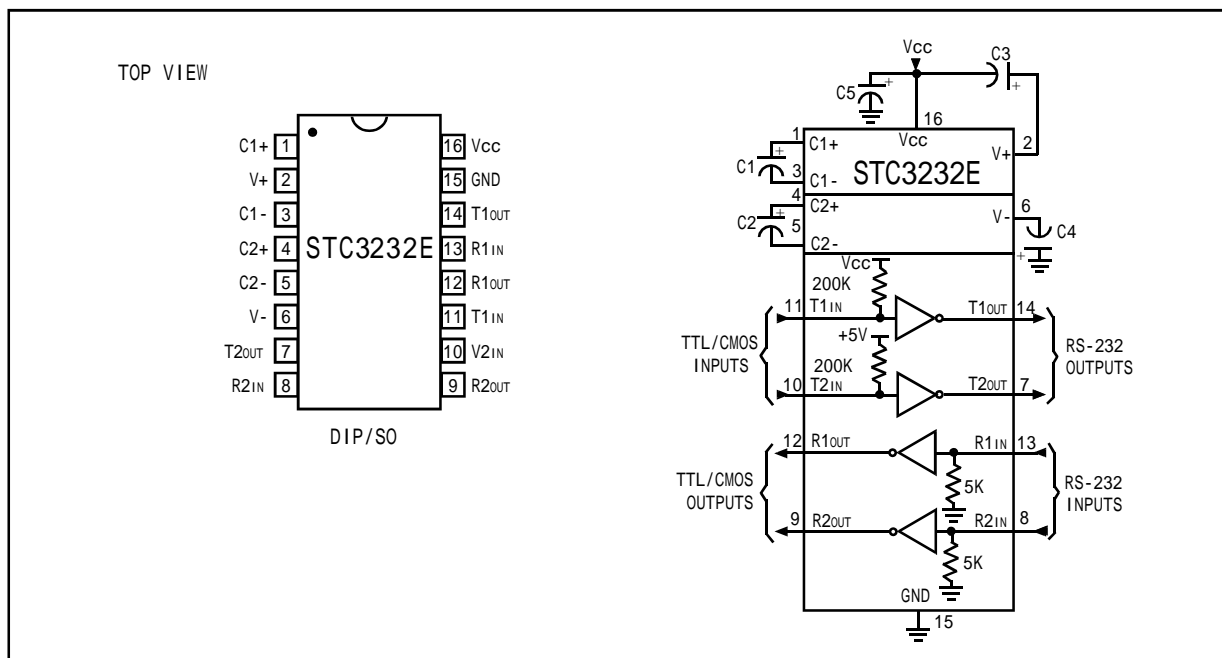 TOP VIEW
C1+ 1
V+ 2
C1- 3
C2+ 4
C2- 5
V- 6
T2OUT 7
R2IN 8
STC3232E
16 Vcc
15 GND
14 T1OUT
13 R1IN
12 R1OUT
11 T1IN
10 V2IN
9 R2OUT
DIP/SO
Vcc
C3
+
C5
+
16
Vcc
1 C1+
C1
+
3 C1-
STC3232E
2
V+
4 C2+
C2
+
5
C2-
6
V-
C4
+
Vcc
200K
11 T1IN
T1OUT 14
TTL/CMOS
INPUTS
+5V
200K
RS-232
OUTPUTS
10 T2IN
T2OUT 7
12 R1OUT
R1IN 13
TTL/CMOS
OUTPUTS
5K
RS-232
INPUTS
9 R2OUT
R2IN 8
5K
GND
15